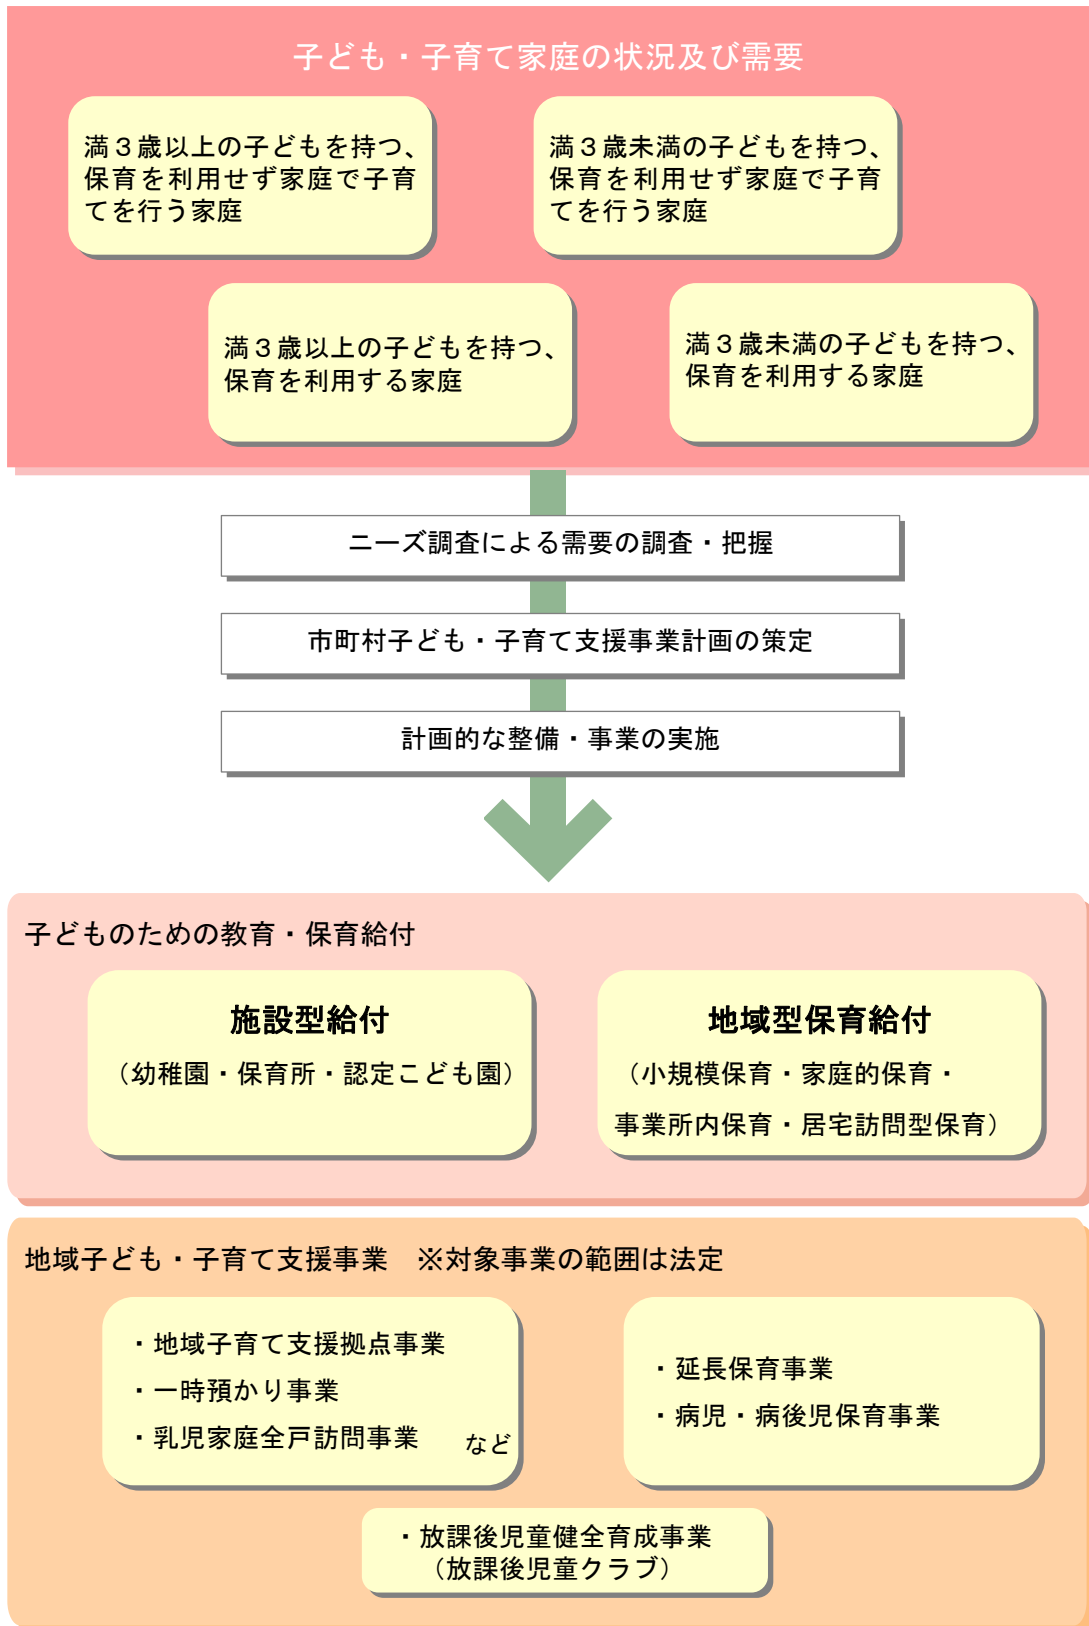 子ども・子育て家庭の状況及び需要
満３歳以上の子どもを持つ、
保育を利用せず家庭で子育
てを行う家庭
満３歳未満の子どもを持つ、
保育を利用せず家庭で子育
てを行う家庭
満３歳以上の子どもを持つ、
保育を利用する家庭
満３歳未満の子どもを持つ、
保育を利用する家庭
ニーズ調査による需要の調査・把握
市町村子ども・子育て支援事業計画の策定
計画的な整備・事業の実施
子どものための教育・保育給付
施設型給付
（幼稚園・保育所・認定こども園）
地域型保育給付
（小規模保育・家庭的保育・
事業所内保育・居宅訪問型保育）
地域子ども・子育て支援事業　※対象事業の範囲は法定
・地域子育て支援拠点事業
・一時預かり事業
・乳児家庭全戸訪問事業　など
・延長保育事業
・病児・病後児保育事業
・放課後児童健全育成事業
（放課後児童クラブ）